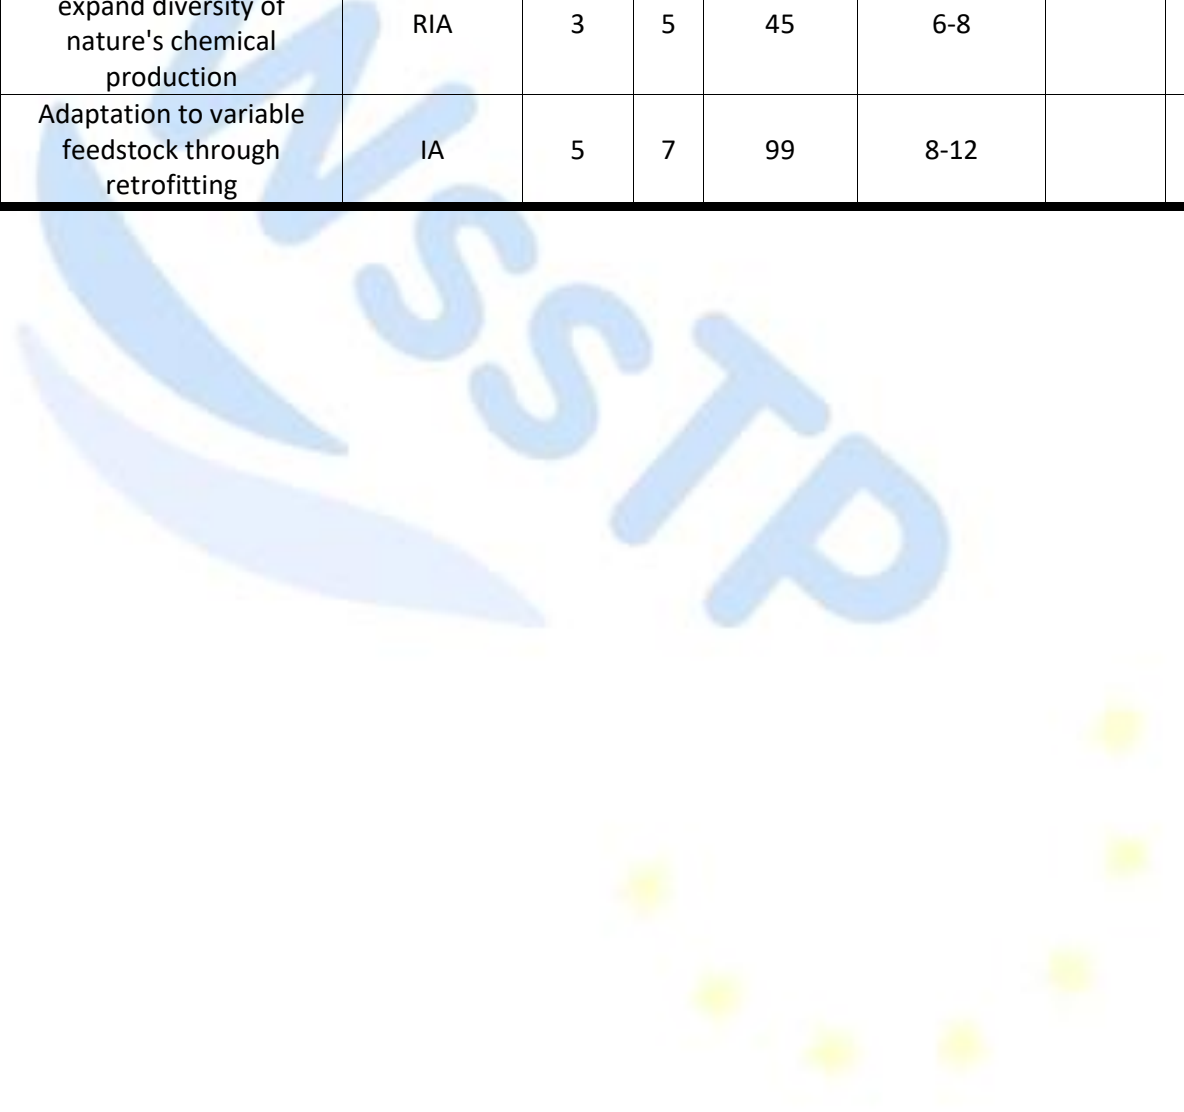 expand diversity of
nature's chemical
production
RIA 3 5 45 6-8
Adaptation to variable
feedstock through
retrofitting
IA 5 7 99 8-12
WSSTP